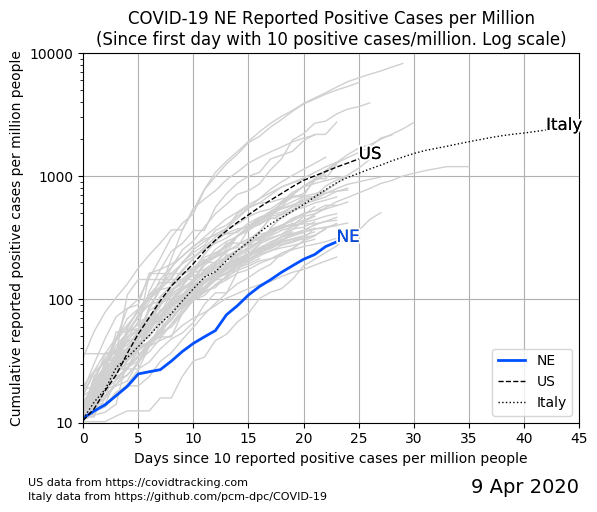 COVID-19 NE Reported Positive Cases per Million
(Since first day with 10 positive cases/million. Log scale)
Cumulative reported positive cases per million people
10000
1000
100
10
Italy
US
NE
NE
US
Italy
0 5 10 15 20 25 30 35 40 45
Days since 10 reported positive cases per million people
US data from https://covidtracking.com
Italy data from https://github.com/pcm-dpc/COVID-19
9 Apr 2020